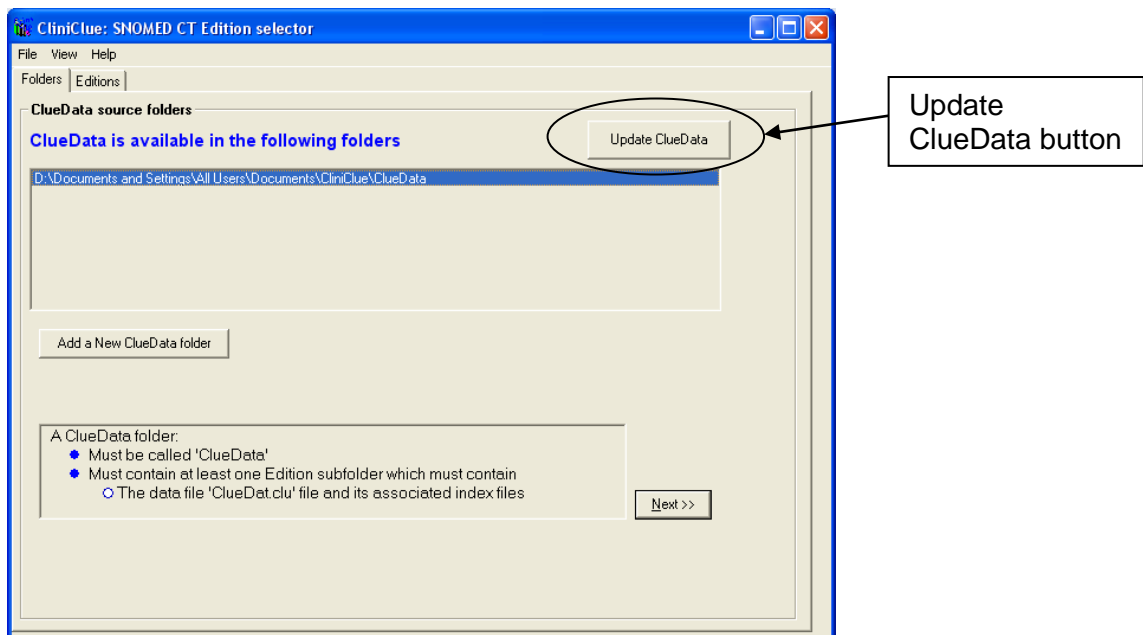 CliniClue: SNOMED CT Edition selector
File View Help
Folders Editions
ClueData source folders
ClueData is available in the following folders
Update ClueData
Update
ClueData button
D:\Documents and Settings\All Users\Documents\CliniClue\ClueData
Add a New ClueData folder
A ClueData folder:
Must be called 'ClueData'
Must contain at least one Edition subfolder which must contain
The data file 'ClueDat.clu' file and its associated index files
Next >>